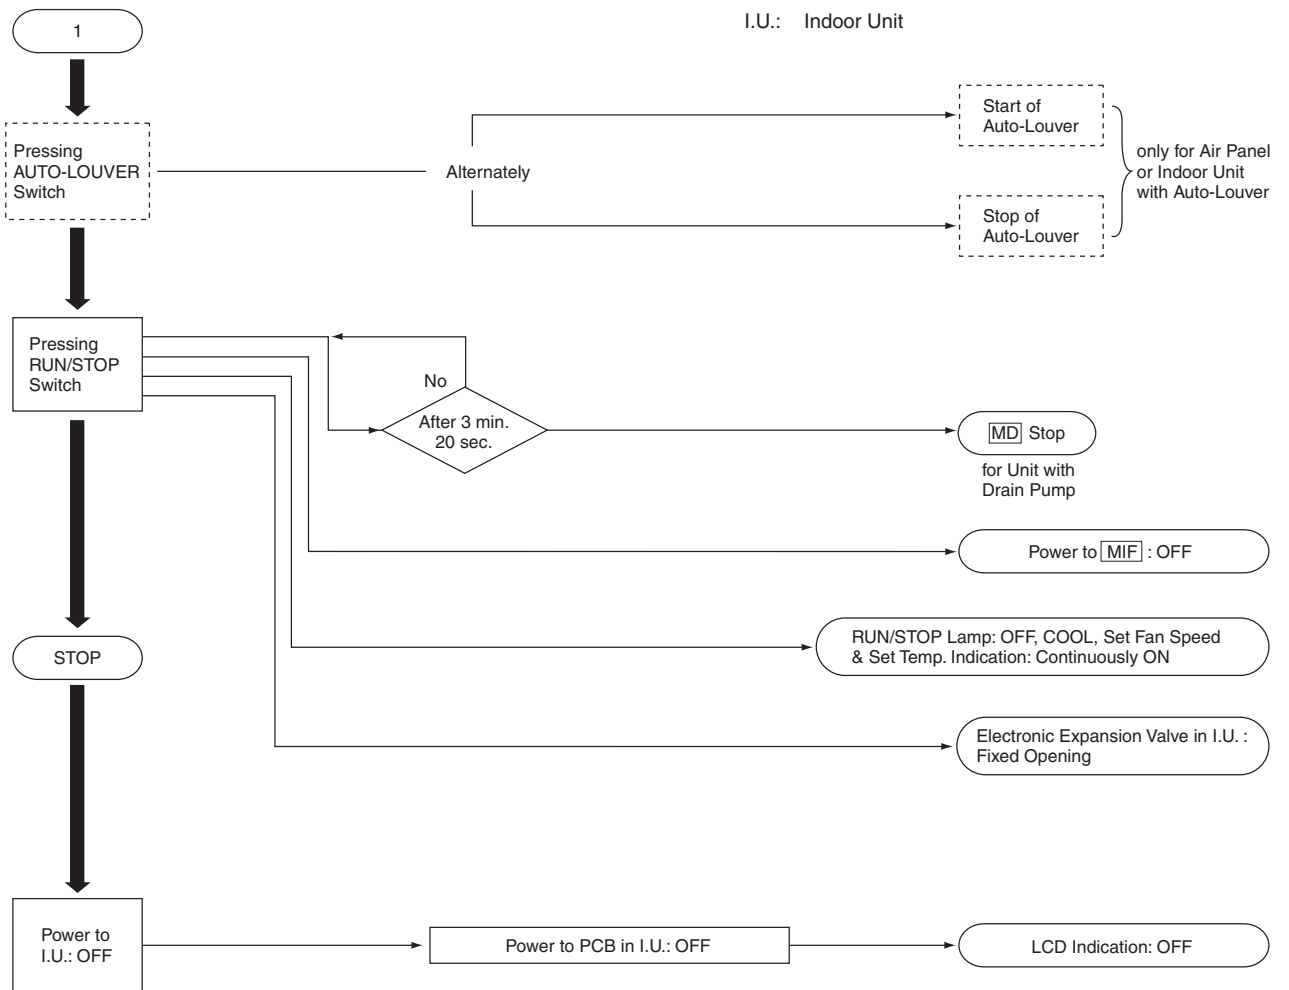 1
I.U.: Indoor Unit
Pressing
AUTO-LOUVER
Switch
Alternately
Start of
Auto-Louver
Stop of
Auto-Louver
only for Air Panel
or Indoor Unit
with Auto-Louver
Pressing
RUN/STOP
Switch
No
After 3 min.
20 sec.
MD Stop
for Unit with
Drain Pump
Power to MIF : OFF
STOP
RUN/STOP Lamp: OFF, COOL, Set Fan Speed
& Set Temp. Indication: Continuously ON
Electronic Expansion Valve in I.U. :
Fixed Opening
Power to
I.U.: OFF
Power to PCB in I.U.: OFF
LCD Indication: OFF